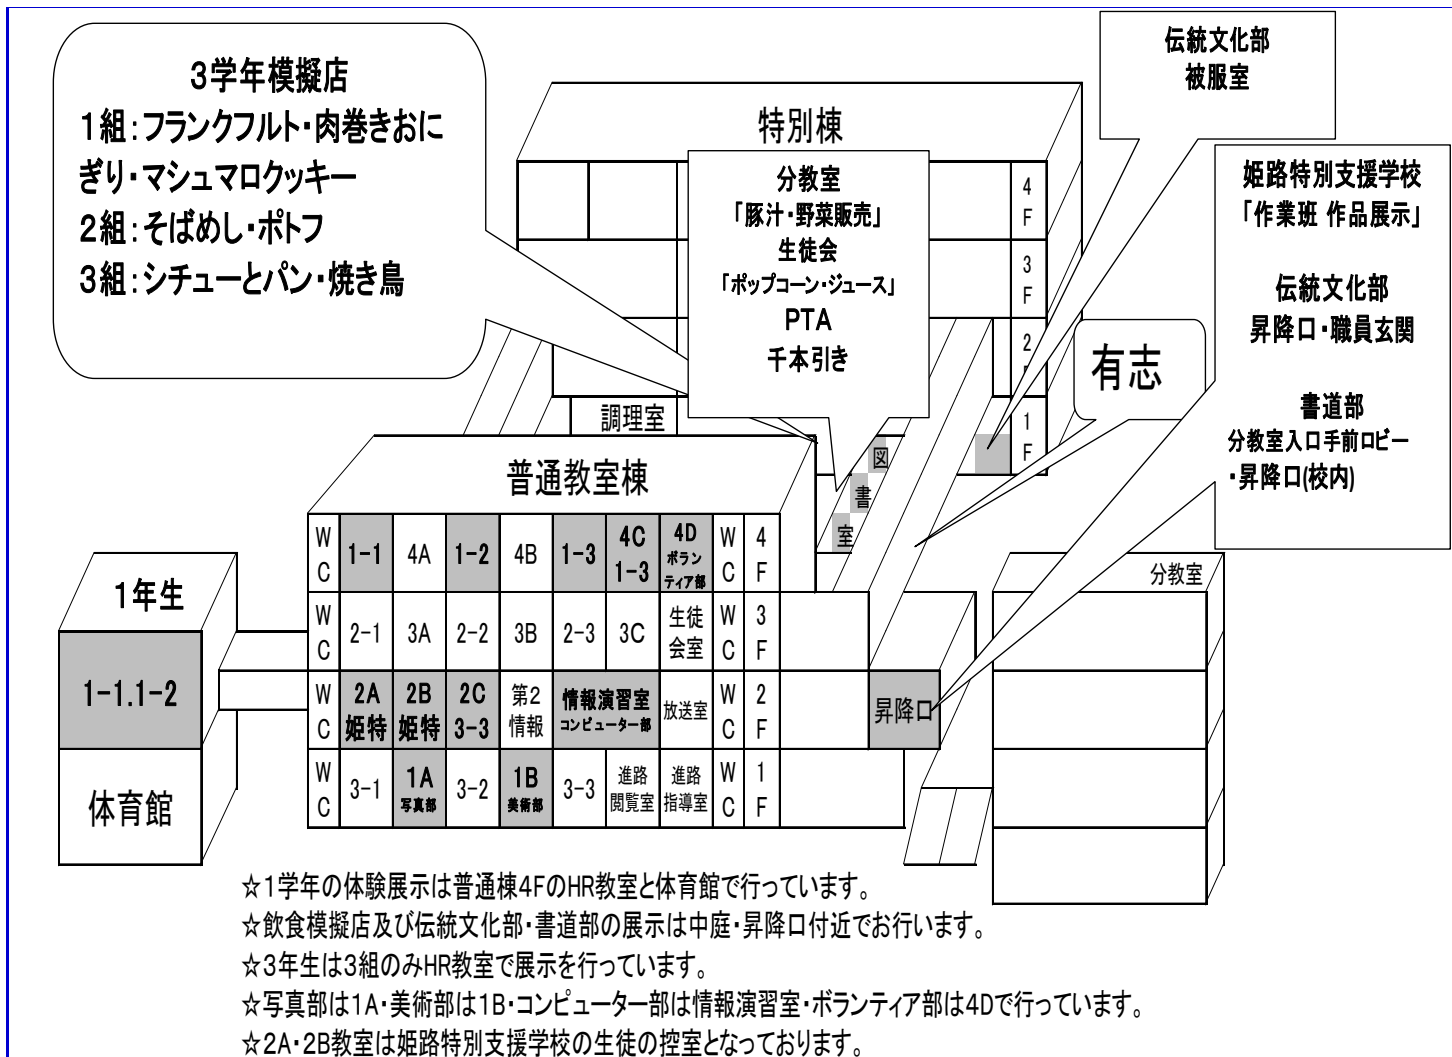 3学年模擬店
1組：フランクフルト・肉巻きおに
ぎり・マシュマロクッキー
2組：そばめし・ポトフ
3組：シチューとパン・焼き鳥
伝統文化部
被服室
特別棟
分教室
「豚汁・野菜販売」
生徒会
「ポップコーン・ジュース」
PTA
千本引き
姫路特別支援学校
「作業班 作品展示」
伝統文化部
昇降口・職員玄関
書道部
分教室入口手前ロビー
・昇降口(校内)
4F
3F
2
1F
有志
調理室
図書室
普通教室棟
WC 1-1 4A 1-2 4B 1-3 4C 1-3 4D ボランティア部 WC 4F
WC 2-1 3A 2-2 3B 2-3 3C 生徒会室 WC 3F
WC 2A 姫特 2B 姫特 2C 3-3 第2情報 情報演習室 コンピューター部 放送室 WC 2F
WC 3-1 1A 写真部 3-2 1B 美術部 3-3 進路閲覧室 進路指導室 WC 1F
昇降口
分教室
1年生
1-1.1-2
体育館
☆1学年の体験展示は普通棟4FのHR教室と体育館で行っています。
☆飲食模擬店及び伝統文化部・書道部の展示は中庭・昇降口付近でお行います。
☆3年生は3組のみHR教室で展示を行っています。
☆写真部は1A・美術部は1B・コンピューター部は情報演習室・ボランティア部は4Dで行っています。
☆2A・2B教室は姫路特別支援学校の生徒の控室となっております。